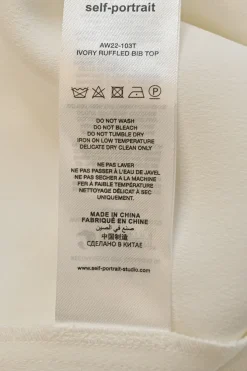 self-portrait
AW22-103T
IVORY RUFFLED BIB TOP
DO NOT WASH
DO NOT BLEACH
DO NOT TUMBLE DRY
IRON ON LOW TEMPERATURE
DELICATE DRY CLEAN ONLY
NE PAS LAVER
NE PAS PASSER À L'EAU DE JAVEL
NE PAS SECHER A LA MACHINE
FER A FAIBLE TEMPÉRATURE
NETTOYAGE DÉLICAT À SEC
UNIQUEMENT.
MADE IN CHINA
FABRIQUÉ EN CHINE
صنع في الصين
中国制造
СДЕЛАНО В КИТАЕ
www.self-portrait-studio.com